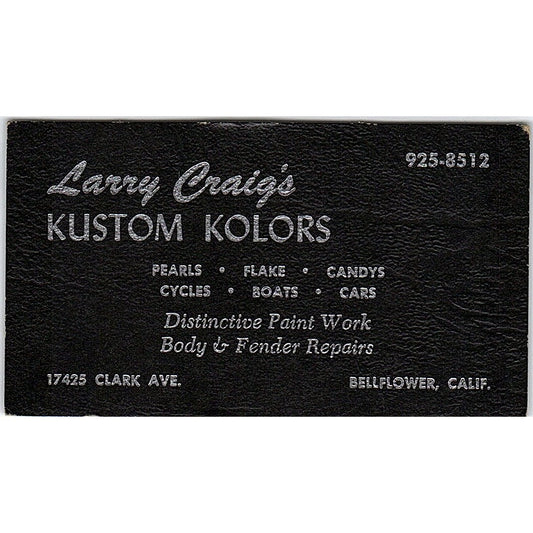 Larry Craig's
925-8512
KUSTOM KOLORS
PEARLS • FLAKE • CANDYS
CYCLES • BOATS • CARS
Distinctive Paint Work
Body & Fender Repairs
17425 CLARK AVE.
BELLFLOWER, CALIF.